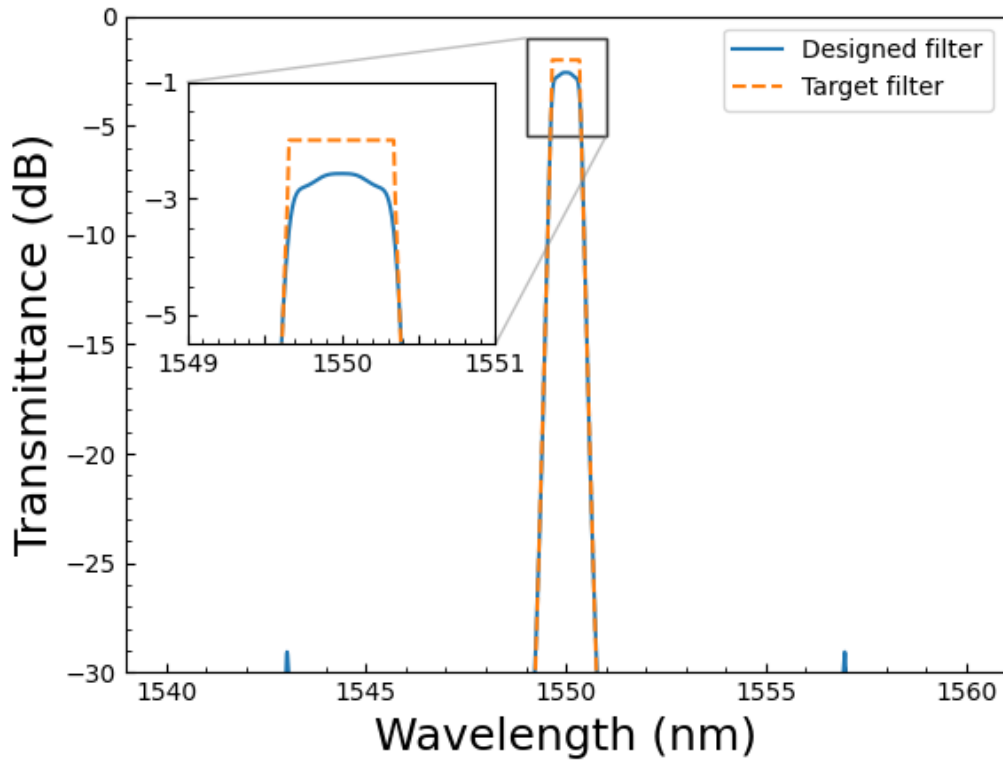 0
Designed filter
Target filter
−1
−3
−5
1549 1550 1551
−5
−10
−15
−20
−25
−30
1540 1545 1550 1555 1560
Transmittance (dB)
Wavelength (nm)